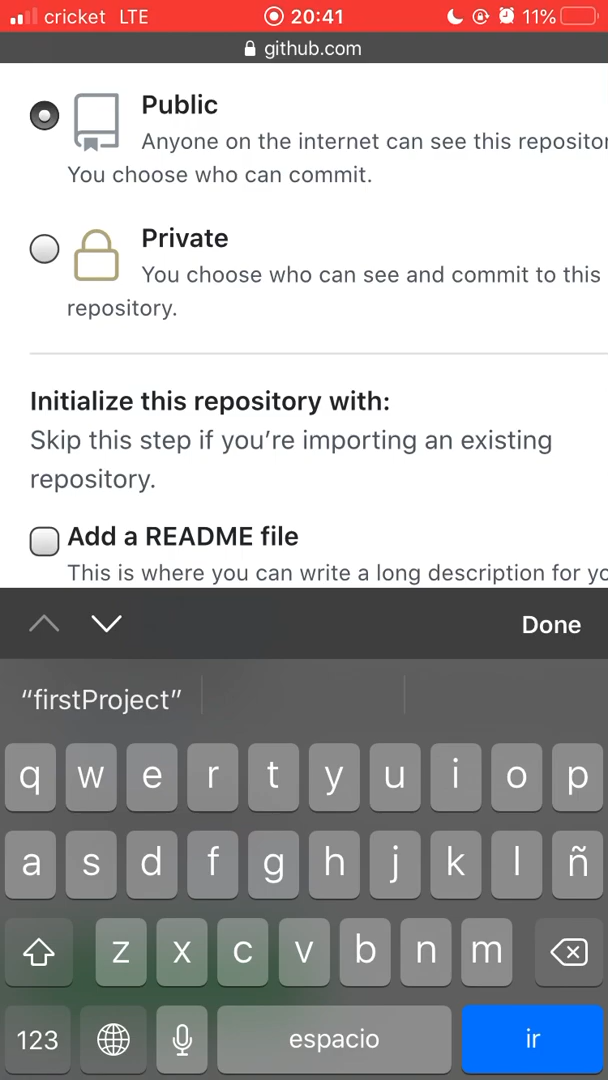 cricket LTE 20:41 11%
github.com
Public
Anyone on the internet can see this repositor
You choose who can commit.
Private
You choose who can see and commit to this
repository.
Initialize this repository with:
Skip this step if you’re importing an existing
repository.
Add a README file
This is where you can write a long description for yo
Done
“firstProject”
q w e r t y u i o p
a s d f g h j k l ñ
z x c v b n m
123 espacio ir